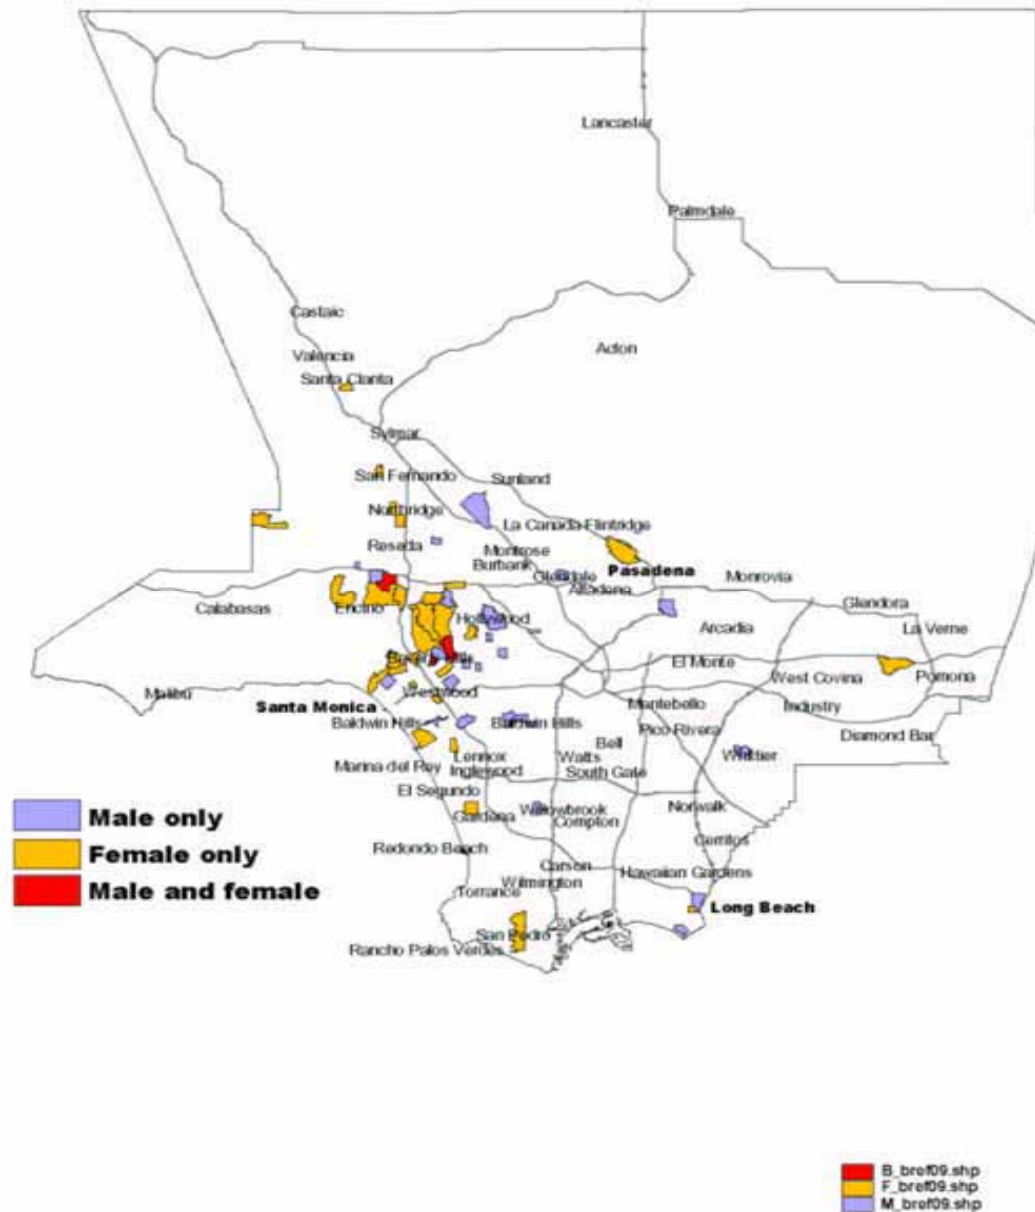 Lancaster
Palmdale
Castaic
Acton
Valencia
Santa Clarita
Sylmar
San Fernando
Sunland
Northridge
La Canada-Flintridge
Reseda
Montrose
Burbank
Pasadena
Glendale
Monrovia
Altadena
Calabasas
Encino
Glendora
Hollywood
Arcadia
La Verne
El Monte
West Covina
Pomona
Malibu
Westwood
Santa Monica
Montebello
Industry
Baldwin Hills
Baldwin Hills
Pico Rivera
Diamond Bar
Bell
Whittier
Lennox
Watts
Marina del Rey
Inglewood
South Gate
El Segundo
Norwalk
Willowbrook
Gardena
Compton
Male only
Cerritos
Redondo Beach
Female only
Carson
Hawaiian Gardens
Wilmington
Male and female
Torrance
Long Beach
San Pedro
Rancho Palos Verdes
B_bref09.shp
F_bref09.shp
M_bref09.shp